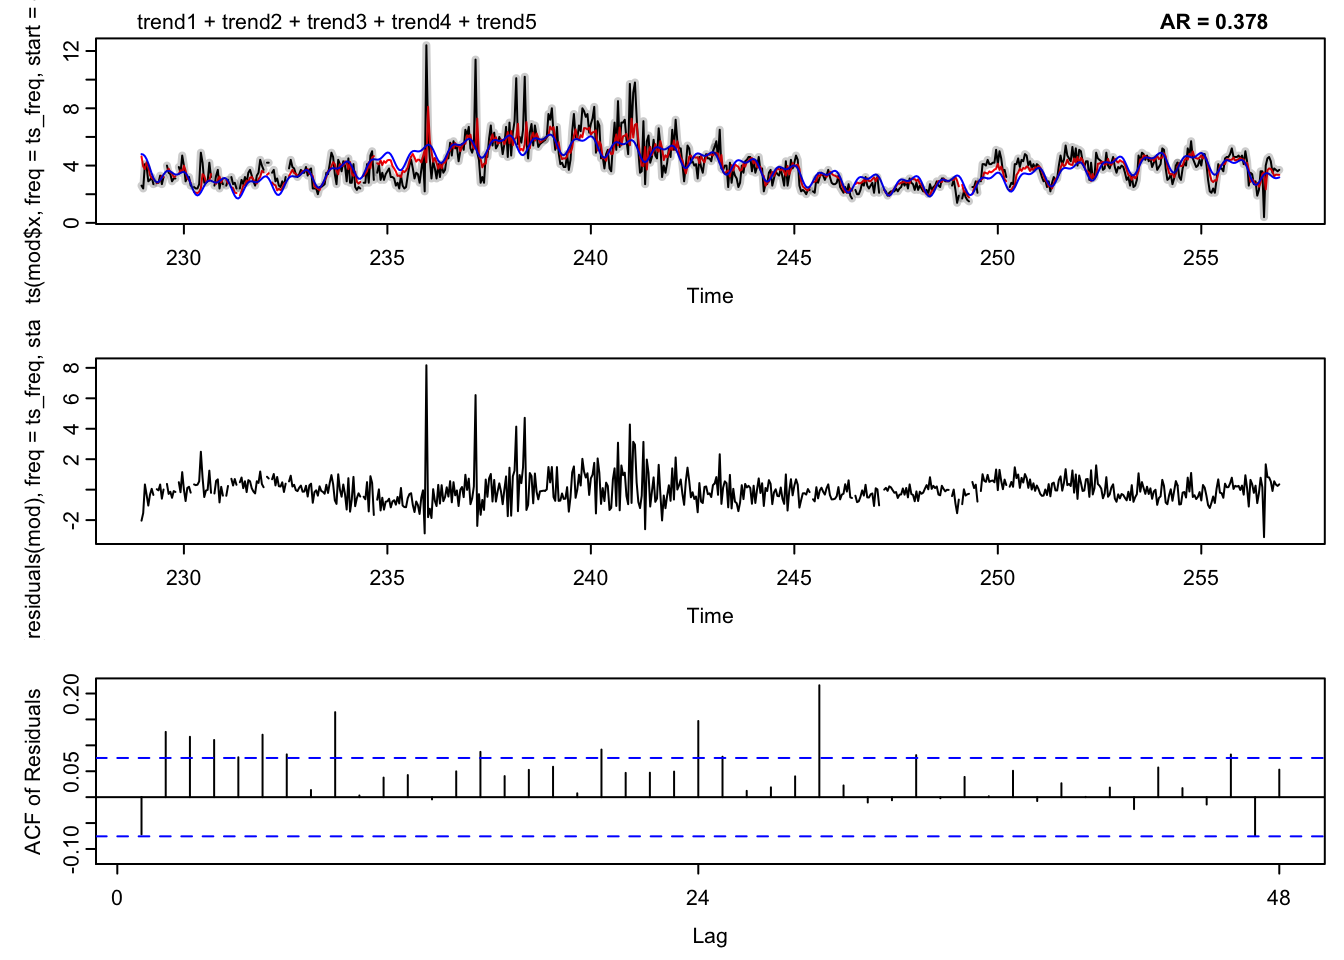 trend1 + trend2 + trend3 + trend4 + trend5
AR = 0.378
ts(mod$x, freq = ts_freq, start =
0 4 8 12
230 235 240 245 250 255
Time
residuals(mod), freq = ts_freq, sta
-2 2 4 6 8
230 235 240 245 250 255
Time
ACF of Residuals
-0.10 0.05 0.20
0 24 48
Lag